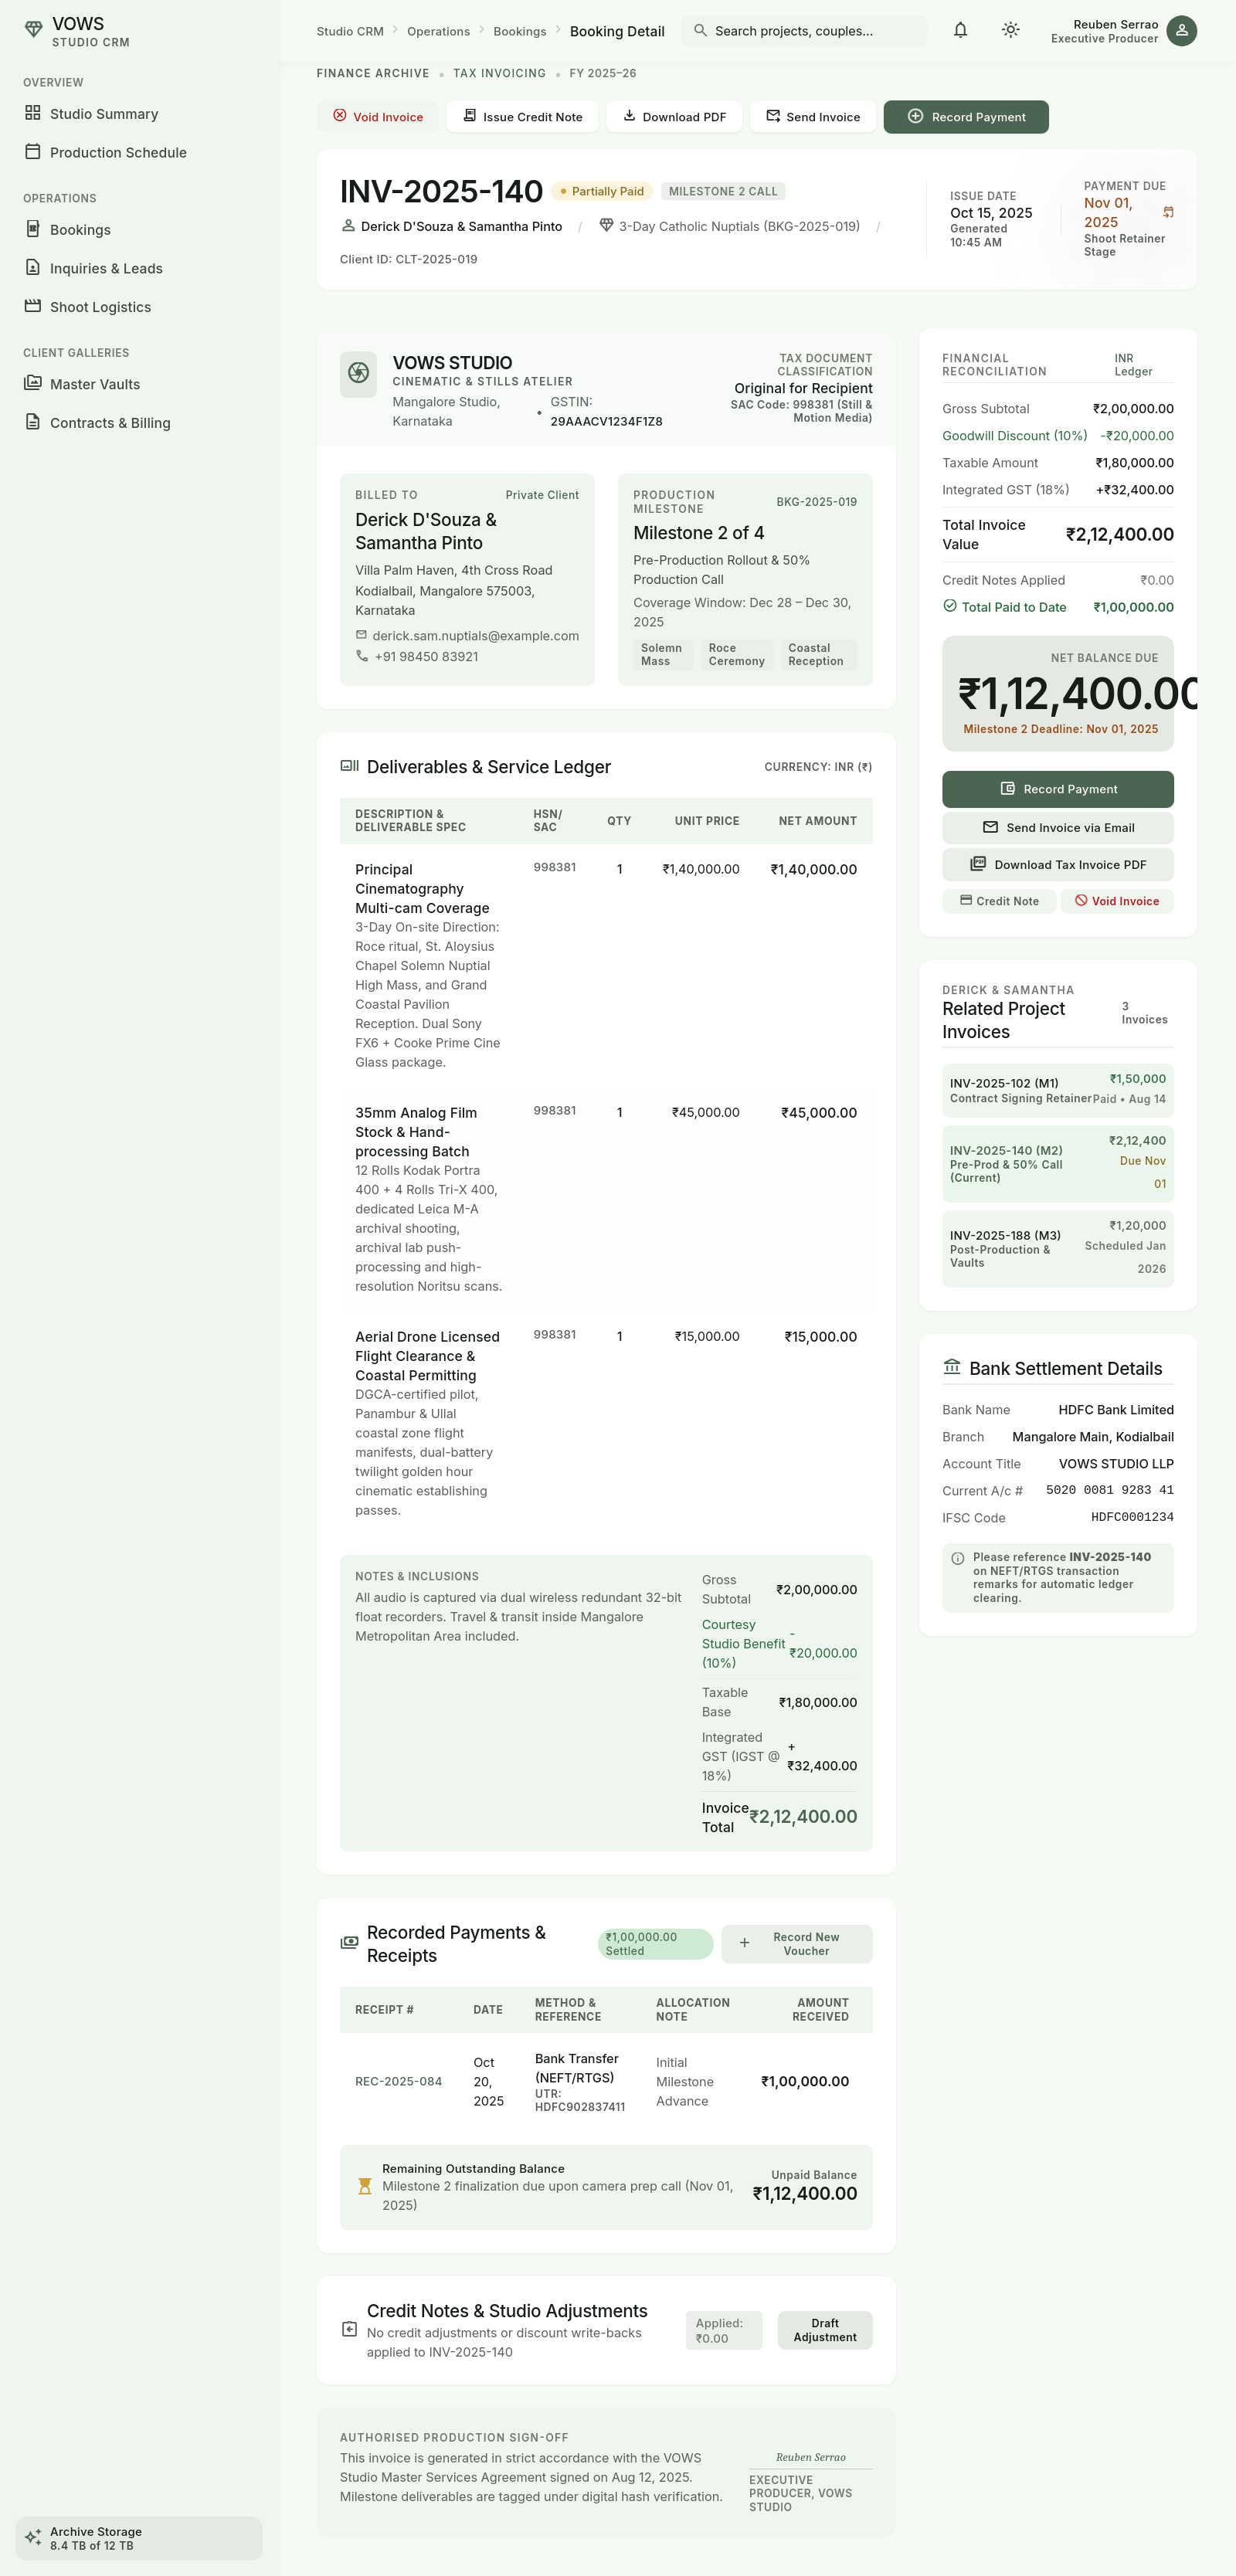 VOWS
STUDIO CRM
OVERVIEW
Studio Summary
Production Schedule
OPERATIONS
Bookings
Inquiries & Leads
Shoot Logistics
CLIENT GALLERIES
Master Vaults
Contracts & Billing
Archive Storage
8.4 TB of 12 TB
Studio CRM > Operations > Bookings > Booking Detail
Search projects, couples...
Reuben Serrao
Executive Producer
FINANCE ARCHIVE • TAX INVOICING • FY 2025–26
Void Invoice
Issue Credit Note
Download PDF
Send Invoice
Record Payment
INV-2025-140
• Partially Paid
MILESTONE 2 CALL
Derick D'Souza & Samantha Pinto / 3-Day Catholic Nuptials (BKG-2025-019) /
Client ID: CLT-2025-019
ISSUE DATE
Oct 15, 2025
Generated
10:45 AM
PAYMENT DUE
Nov 01,
2025
Shoot Retainer
Stage
VOWS STUDIO
CINEMATIC & STILLS ATELIER
Mangalore Studio,
Karnataka
•
GSTIN:
29AAACV1234F1Z8
TAX DOCUMENT
CLASSIFICATION
Original for Recipient
SAC Code: 998381 (Still &
Motion Media)
BILLED TO
Private Client
Derick D'Souza &
Samantha Pinto
Villa Palm Haven, 4th Cross Road
Kodialbail, Mangalore 575003,
Karnataka
derick.sam.nuptials@example.com
+91 98450 83921
PRODUCTION
MILESTONE
BKG-2025-019
Milestone 2 of 4
Pre-Production Rollout & 50%
Production Call
Coverage Window: Dec 28 – Dec 30,
2025
Solemn
Mass
Roce
Ceremony
Coastal
Reception
Deliverables & Service Ledger
CURRENCY: INR (₹)
DESCRIPTION &
DELIVERABLE SPEC
HSN/
SAC
QTY
UNIT PRICE
NET AMOUNT
Principal
Cinematography
Multi-cam Coverage
3-Day On-site Direction:
Roce ritual, St. Aloysius
Chapel Solemn Nuptial
High Mass, and Grand
Coastal Pavilion
Reception. Dual Sony
FX6 + Cooke Prime Cine
Glass package.
998381
1
₹1,40,000.00
₹1,40,000.00
35mm Analog Film
Stock & Hand-
processing Batch
12 Rolls Kodak Portra
400 + 4 Rolls Tri-X 400,
dedicated Leica M-A
archival shooting,
archival lab push-
processing and high-
resolution Noritsu scans.
998381
1
₹45,000.00
₹45,000.00
Aerial Drone Licensed
Flight Clearance &
Coastal Permitting
DGCA-certified pilot,
Panambur & Ullal
coastal zone flight
manifests, dual-battery
twilight golden hour
cinematic establishing
passes.
998381
1
₹15,000.00
₹15,000.00
NOTES & INCLUSIONS
All audio is captured via dual wireless redundant 32-bit
float recorders. Travel & transit inside Mangalore
Metropolitan Area included.
Gross
Subtotal
₹2,00,000.00
Courtesy
Studio Benefit
(10%)
-
₹20,000.00
Taxable
Base
₹1,80,000.00
Integrated
GST (IGST @
18%)
+
₹32,400.00
Invoice
Total
₹2,12,400.00
Recorded Payments &
Receipts
₹1,00,000.00
Settled
Record New
Voucher
RECEIPT #
DATE
METHOD &
REFERENCE
ALLOCATION
NOTE
AMOUNT
RECEIVED
REC-2025-084
Oct
20,
2025
Bank Transfer
(NEFT/RTGS)
UTR:
HDFC902837411
Initial
Milestone
Advance
₹1,00,000.00
Remaining Outstanding Balance
Milestone 2 finalization due upon camera prep call (Nov 01,
2025)
Unpaid Balance
₹1,12,400.00
Credit Notes & Studio Adjustments
No credit adjustments or discount write-backs
applied to INV-2025-140
Applied:
₹0.00
Draft
Adjustment
AUTHORISED PRODUCTION SIGN-OFF
This invoice is generated in strict accordance with the VOWS
Studio Master Services Agreement signed on Aug 12, 2025.
Milestone deliverables are tagged under digital hash verification.
Reuben Serrao
EXECUTIVE
PRODUCER, VOWS
STUDIO
FINANCIAL
RECONCILIATION
INR
Ledger
Gross Subtotal
₹2,00,000.00
Goodwill Discount (10%)
-₹20,000.00
Taxable Amount
₹1,80,000.00
Integrated GST (18%)
+₹32,400.00
Total Invoice
Value
₹2,12,400.00
Credit Notes Applied
₹0.00
Total Paid to Date
₹1,00,000.00
NET BALANCE DUE
₹1,12,400.00
Milestone 2 Deadline: Nov 01, 2025
Record Payment
Send Invoice via Email
Download Tax Invoice PDF
Credit Note
Void Invoice
DERICK & SAMANTHA
Related Project
Invoices
3
Invoices
INV-2025-102 (M1)
Contract Signing Retainer
₹1,50,000
Paid • Aug 14
INV-2025-140 (M2)
Pre-Prod & 50% Call
(Current)
₹2,12,400
Due Nov
01
INV-2025-188 (M3)
Post-Production &
Vaults
₹1,20,000
Scheduled Jan
2026
Bank Settlement Details
Bank Name
HDFC Bank Limited
Branch
Mangalore Main, Kodialbail
Account Title
VOWS STUDIO LLP
Current A/c #
5020 0081 9283 41
IFSC Code
HDFC0001234
Please reference INV-2025-140
on NEFT/RTGS transaction
remarks for automatic ledger
clearing.